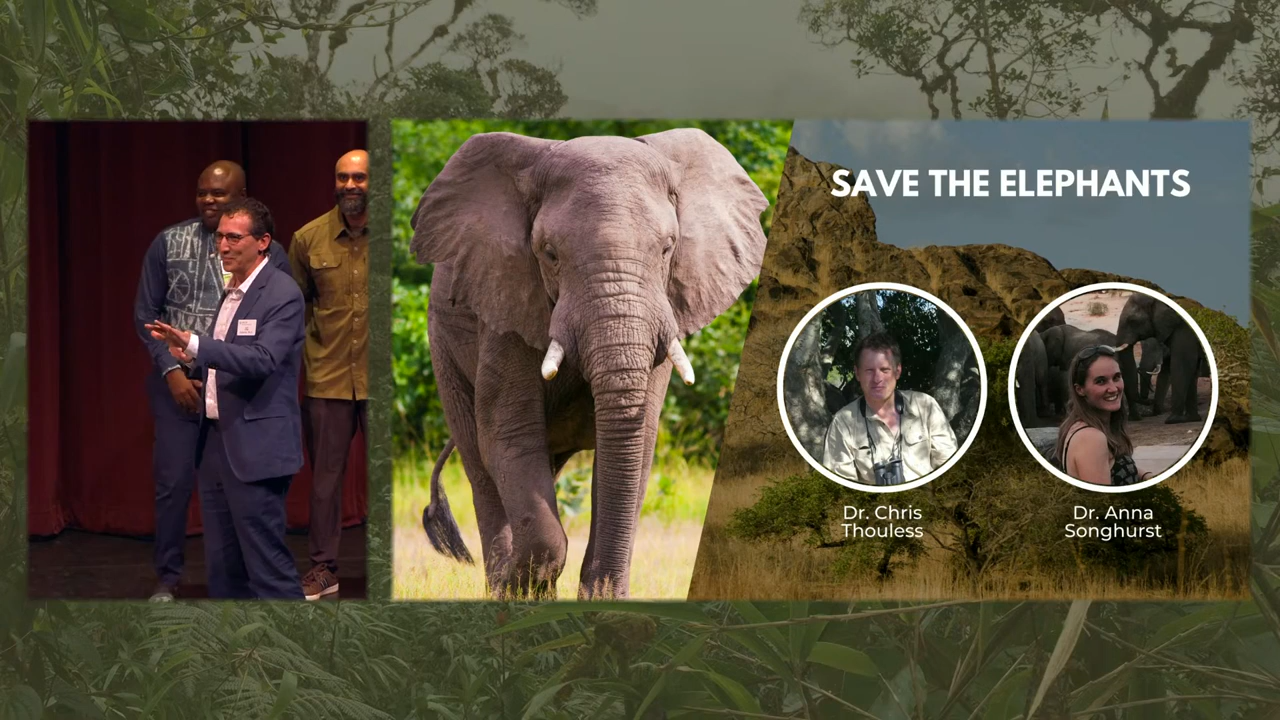 SAVE THE ELEPHANTS
Dr. Chris
Thouless
Dr. Anna
Songhurst